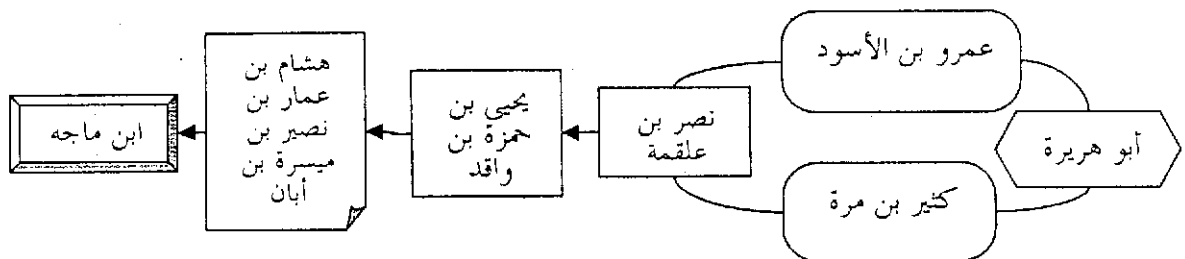 عمرو بن الأسود
أبو هريرة
كثير بن مرة
نصر بن
علقمة
يحيى بن
حمزة بن
واقد
هشام بن
عمار بن
نصير بن
ميسرة بن
أبان
ابن ماجه